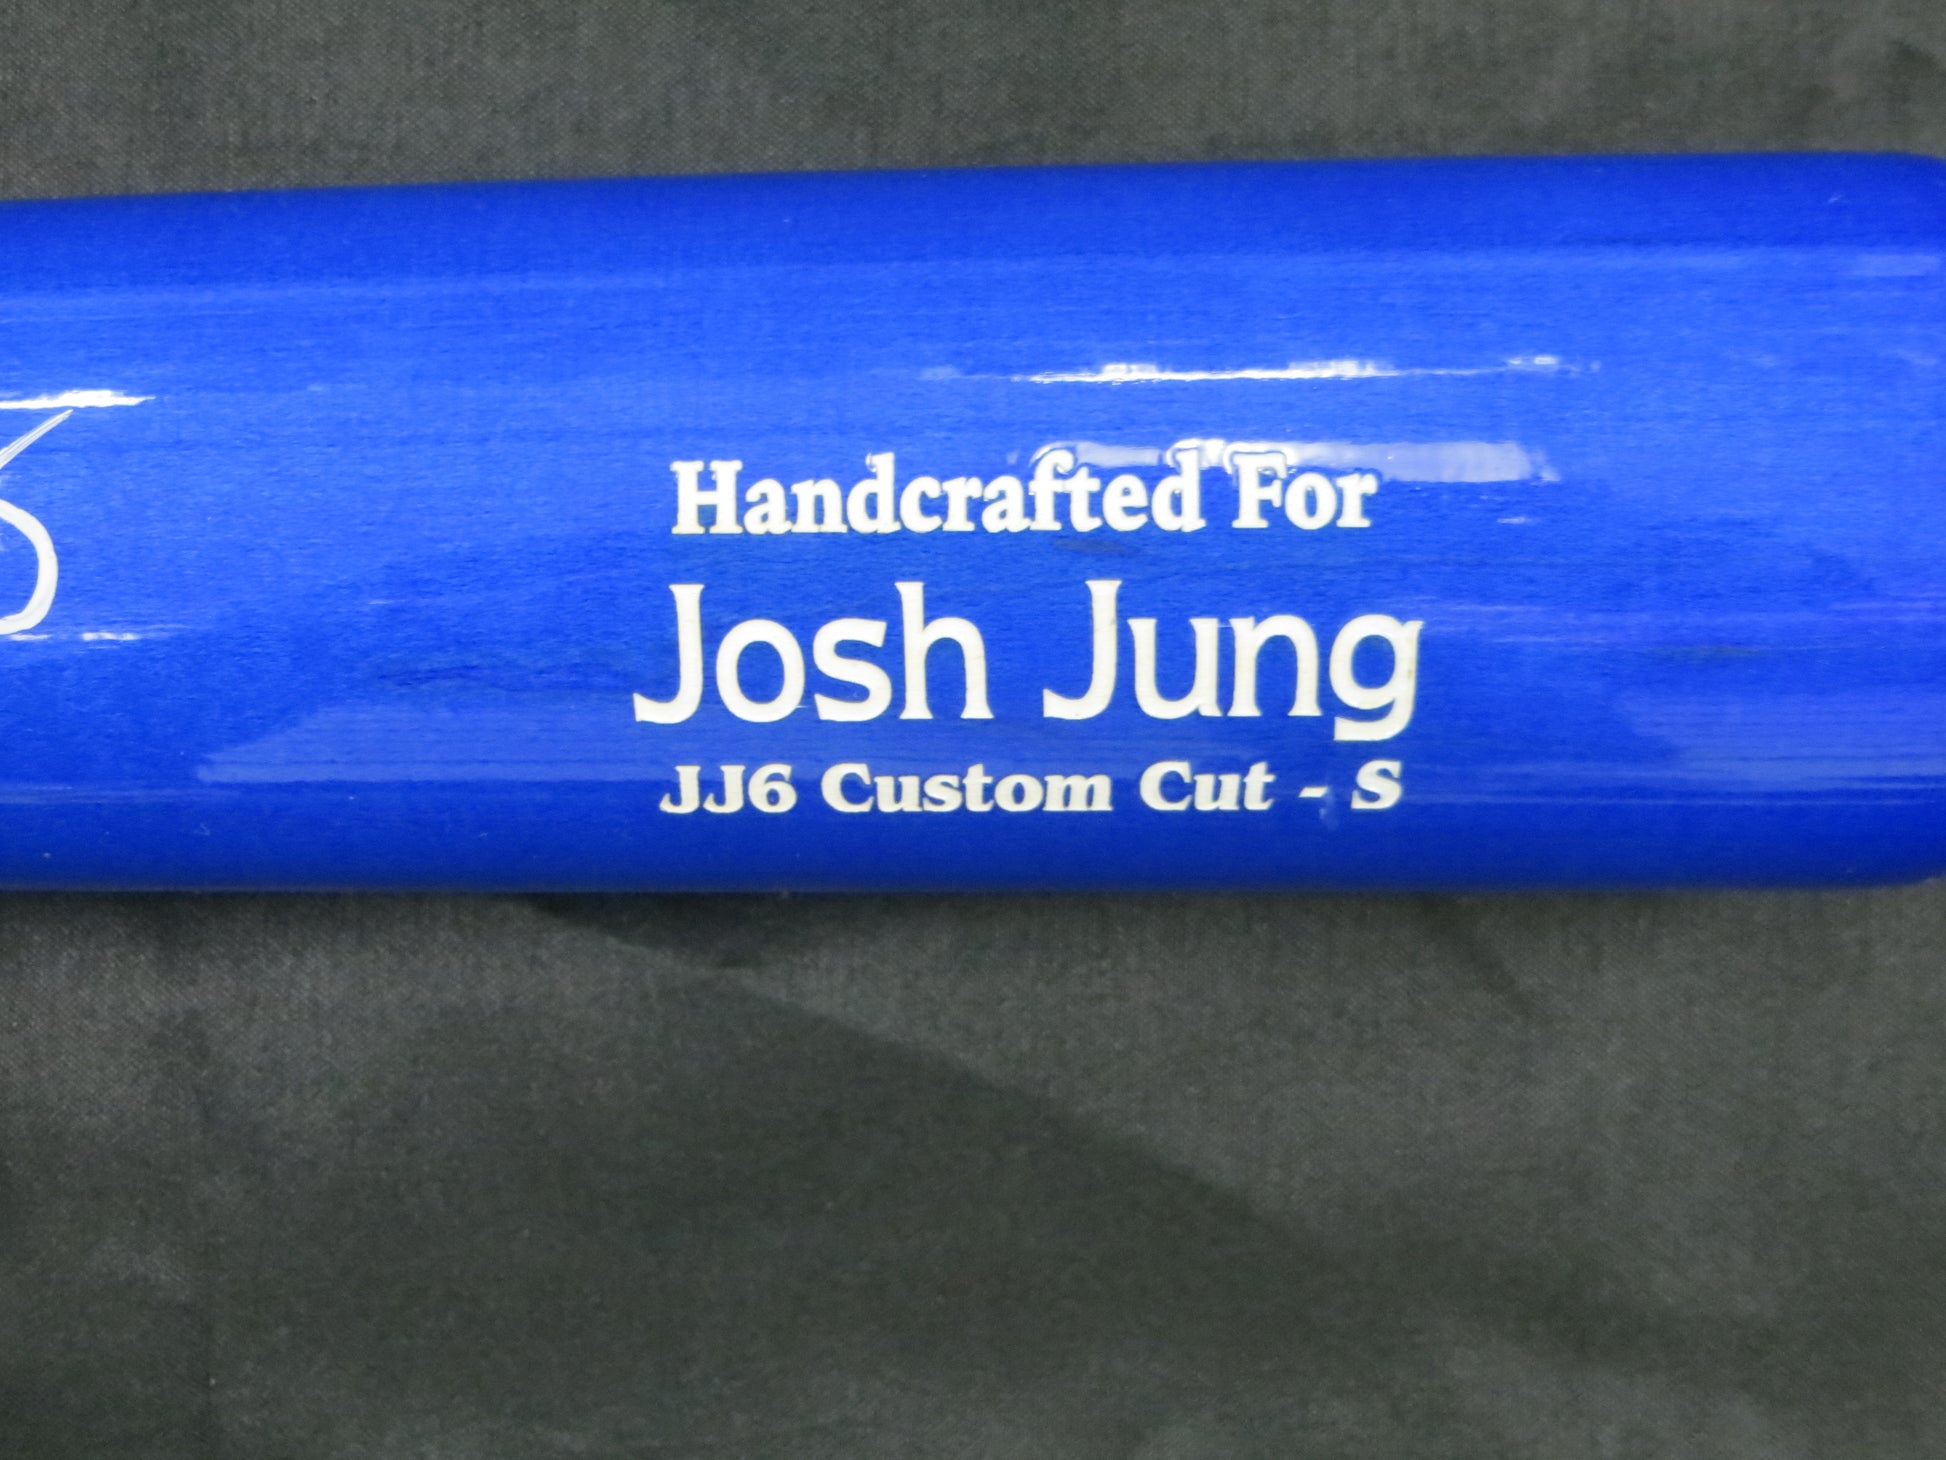 Handcrafted For
Josh Jung
JJ6 Custom Cut - S